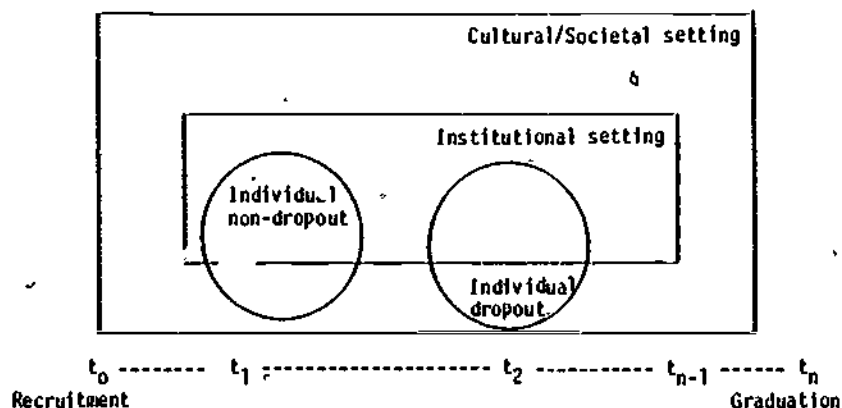 Cultural/Societal setting
Institutional setting
Individual
non-dropout
Individual
dropout
t₀ -------- t₁ ---------------- t₂ ---------- tₙ₋₁ ------ tₙ
Recruitment Graduation